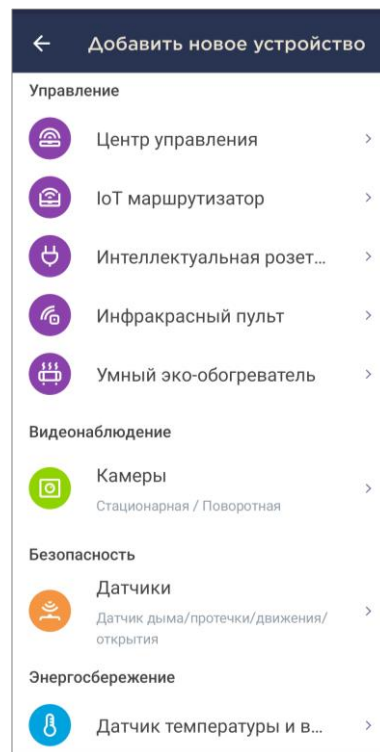 Добавить новое устройство
Управление
Центр управления
IoT маршрутизатор
Интеллектуальная розет...
Инфракрасный пульт
Умный эко-обогреватель
Видеонаблюдение
Камеры
Стационарная / Поворотная
Безопасность
Датчики
Датчик дыма/протечки/движения/
открытия
Энергосбережение
Датчик температуры и в...